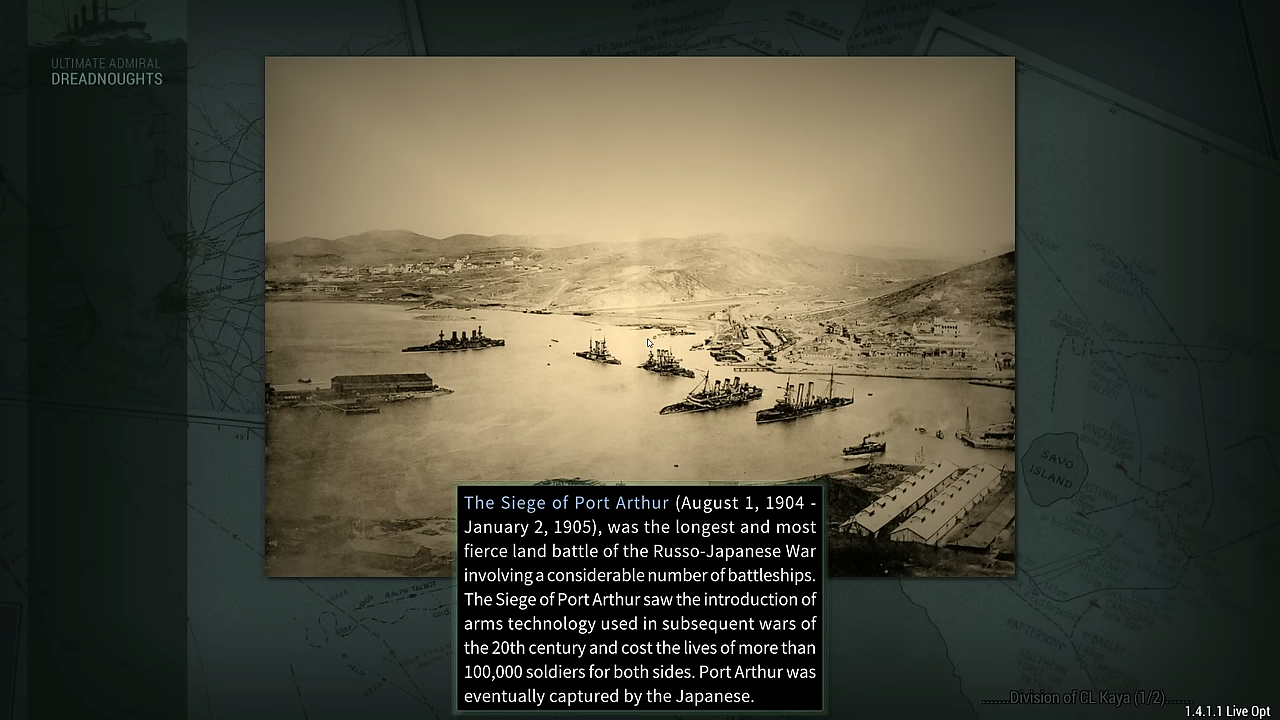 ULTIMATE ADMIRAL
DREADNOUGHTS
SAVO
ISLAND
The Siege of Port Arthur (August 1, 1904 -
January 2, 1905), was the longest and most
fierce land battle of the Russo-Japanese War
involving a considerable number of battleships.
The Siege of Port Arthur saw the introduction of
arms technology used in subsequent wars of
the 20th century and cost the lives of more than
100,000 soldiers for both sides. Port Arthur was
eventually captured by the Japanese.
RALPH TALBOT
.......Division of CL Kaya (1/2).......
1.4.1.1 Live Opt